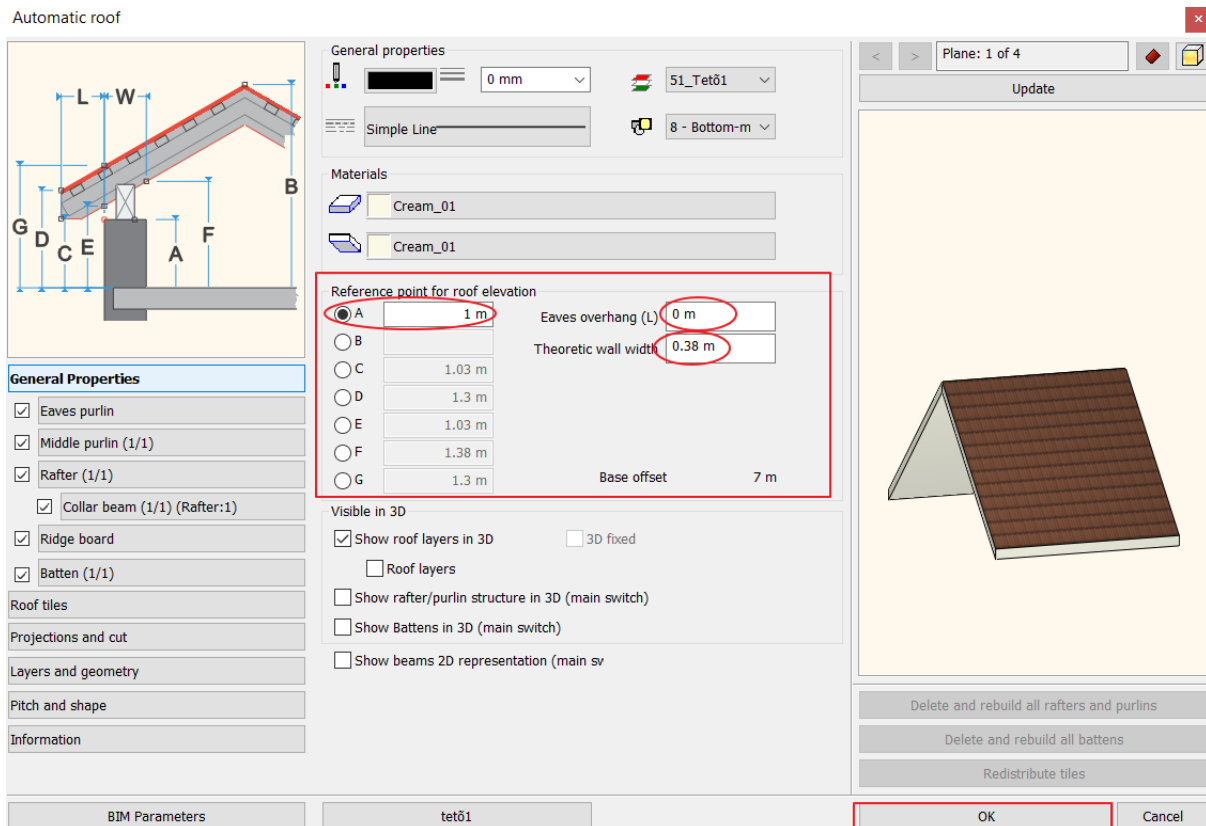 Automatic roof
L W
B
G
D
C
E
F
A
General Properties
Eaves purlin
Middle purlin (1/1)
Rafter (1/1)
Collar beam (1/1) (Rafter:1)
Ridge board
Batten (1/1)
Roof tiles
Projections and cut
Layers and geometry
Pitch and shape
Information
BIM Parameters
General properties
0 mm
51_Tetõ1
Simple Line
8 - Bottom-m
Materials
Cream_01
Cream_01
Reference point for roof elevation
A 1 m Eaves overhang (L) 0 m
B Theoretic wall width 0.38 m
C 1.03 m
D 1.3 m
E 1.03 m
F 1.38 m
G 1.3 m Base offset 7 m
Visible in 3D
Show roof layers in 3D 3D fixed
Roof layers
Show rafter/purlin structure in 3D (main switch)
Show Battens in 3D (main switch)
Show beams 2D representation (main sv
tetõ1
< > Plane: 1 of 4
Update
Delete and rebuild all rafters and purlins
Delete and rebuild all battens
Redistribute tiles
OK Cancel